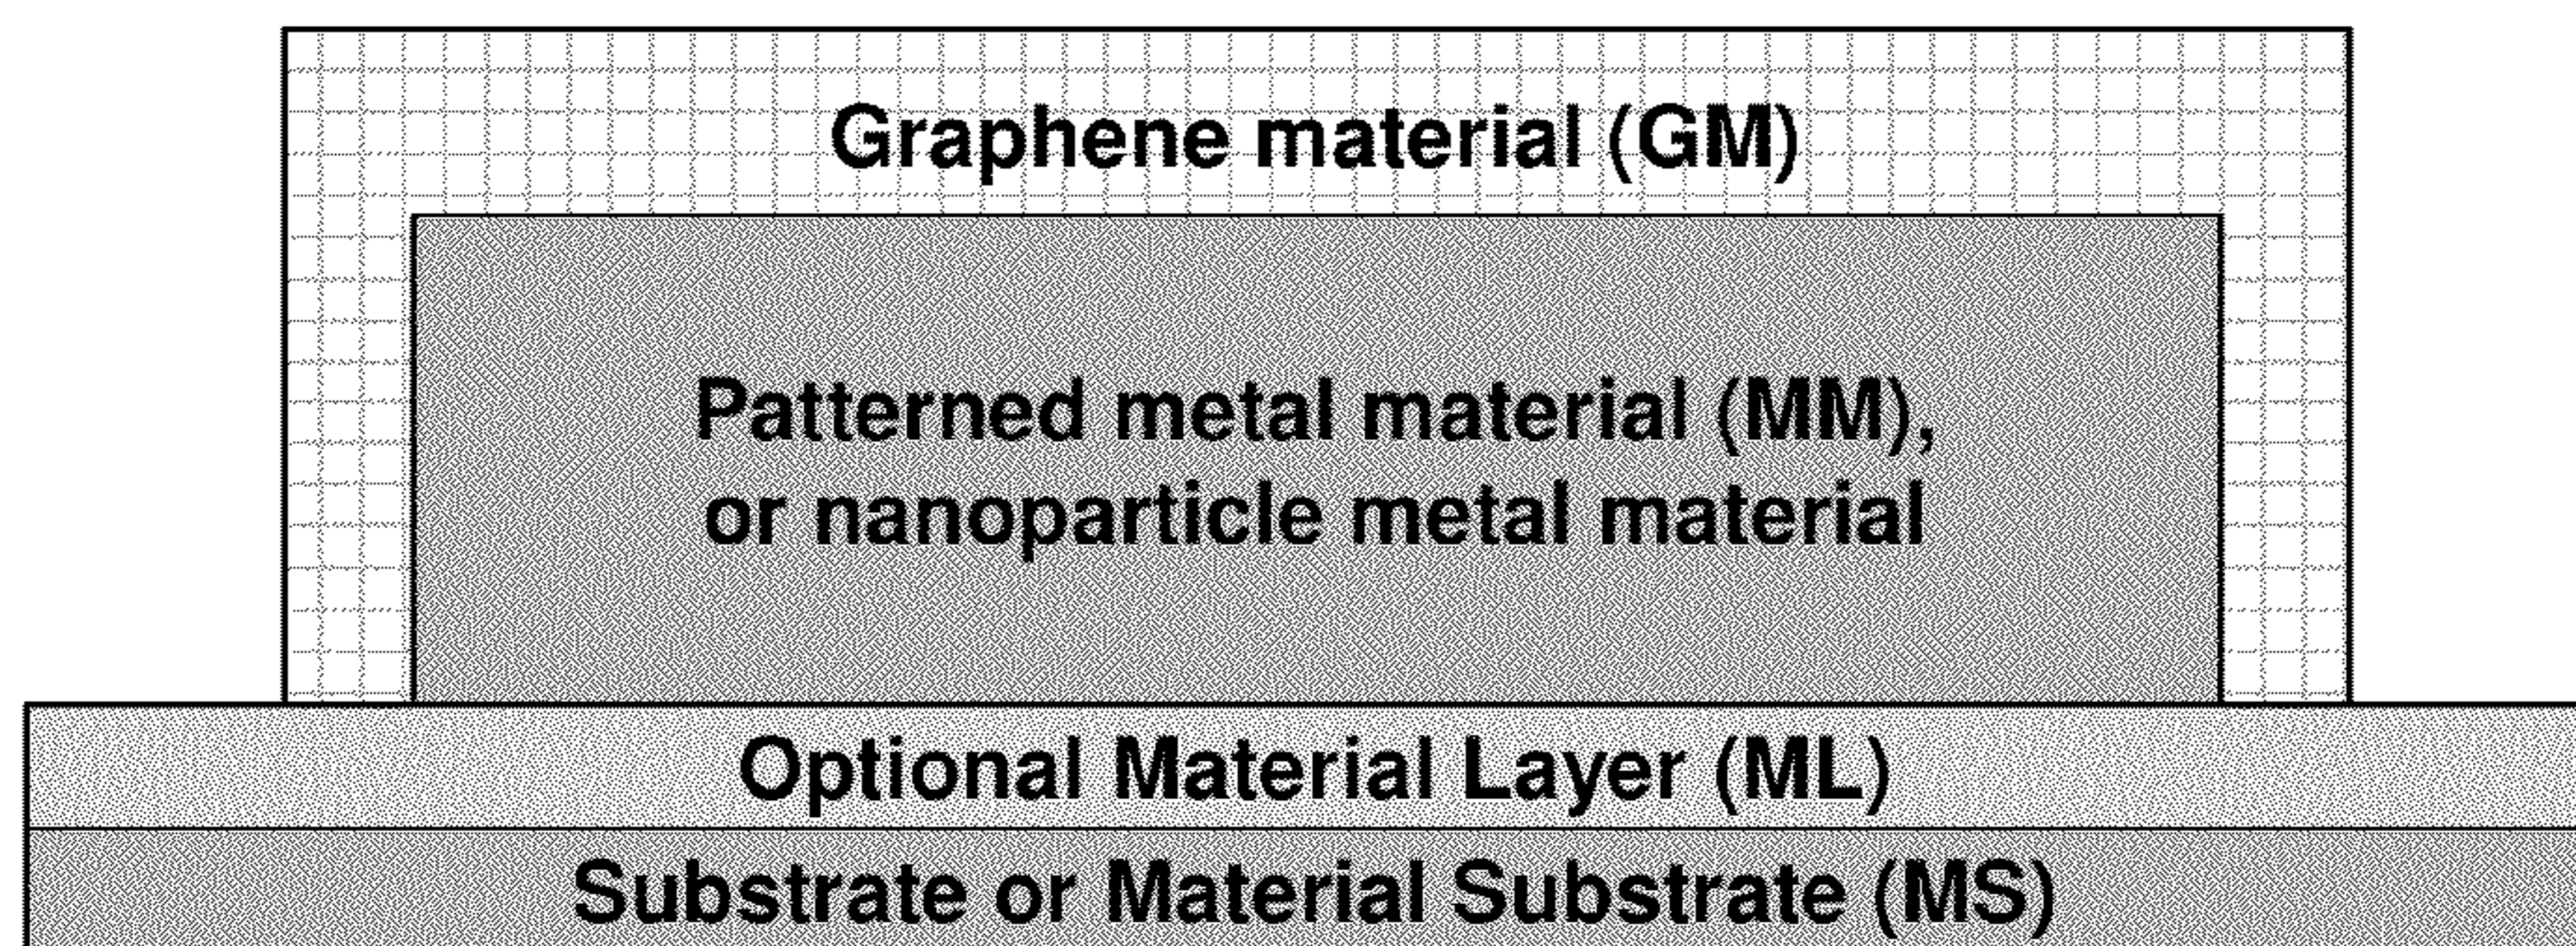 Graphene material (GM)
Patterned metal material (MM),
or nanoparticle metal material
Optional Material Layer (ML)
Substrate or Material Substrate (MS)